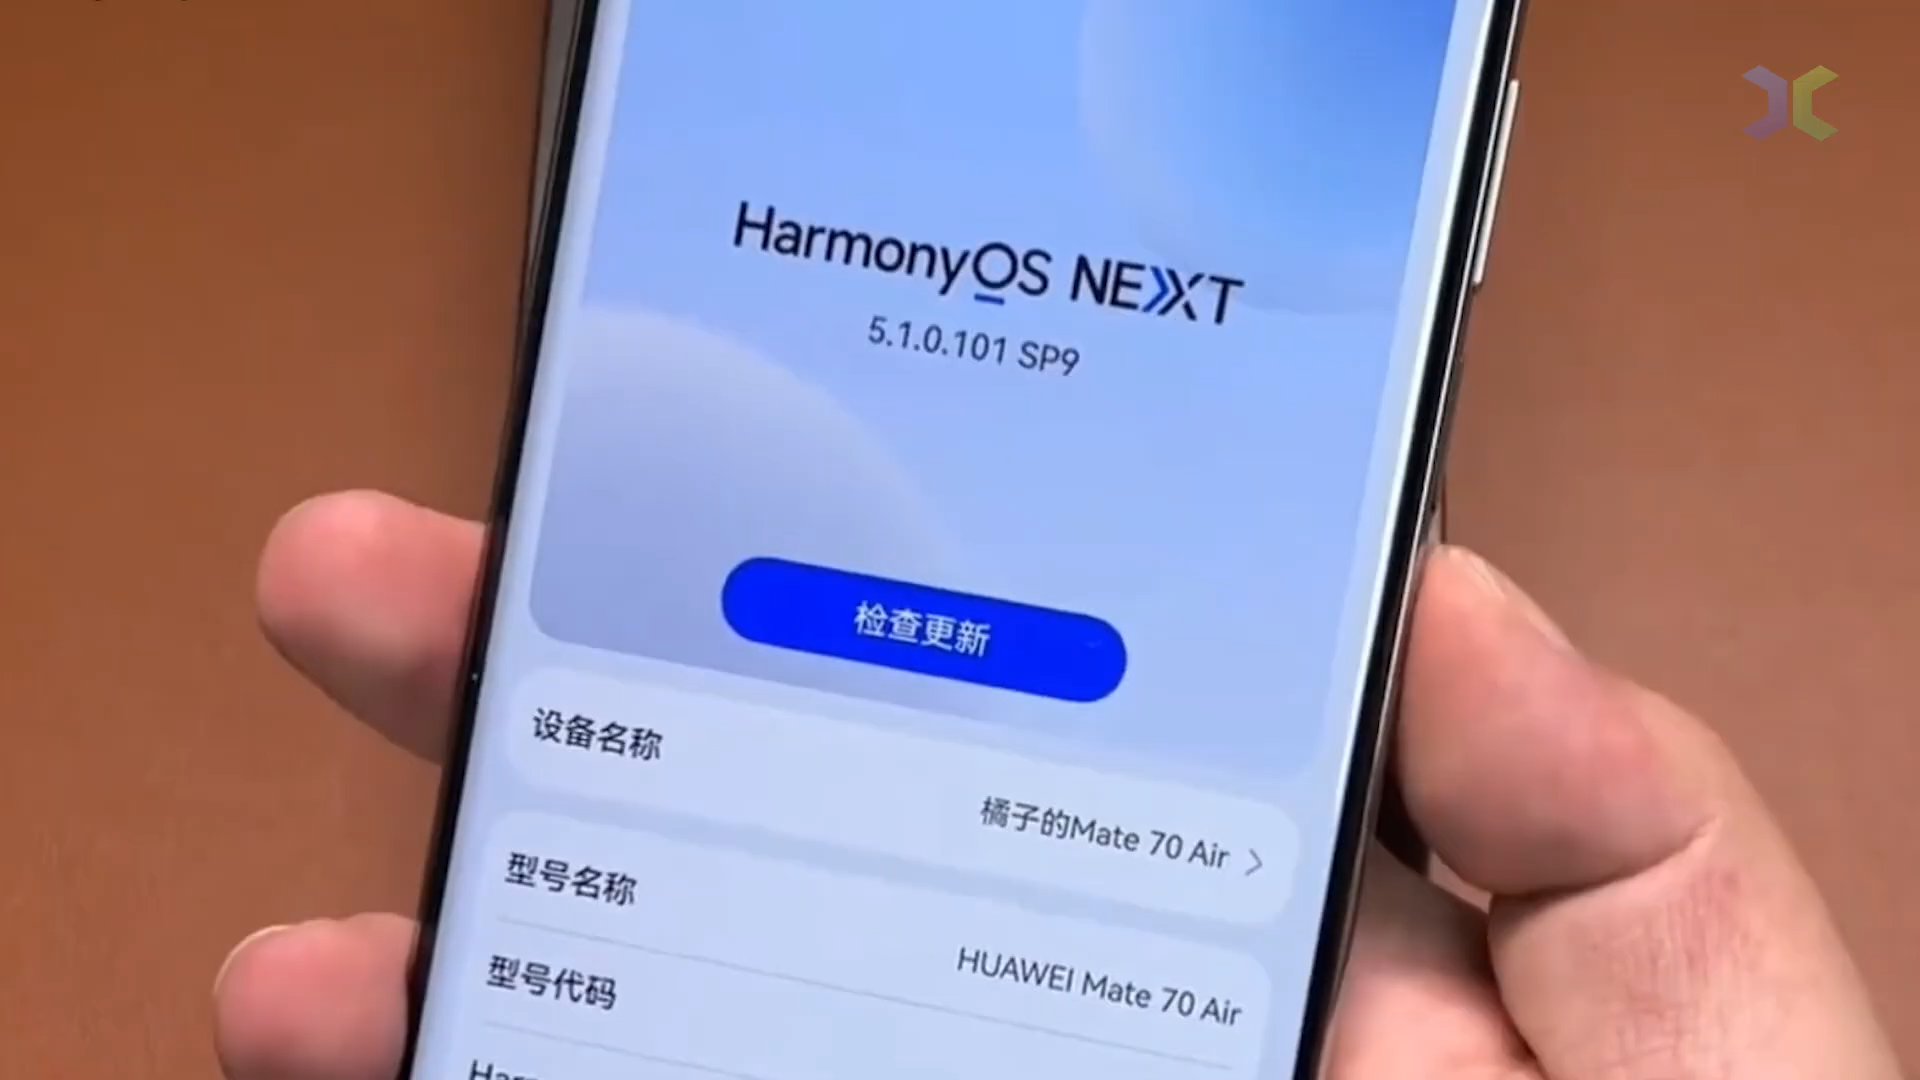 HarmonyOS NEXT
5.1.0.101 SP9
检查更新
设备名称
橘子的Mate 70 Air
型号名称
HUAWEI Mate 70 Air
型号代码